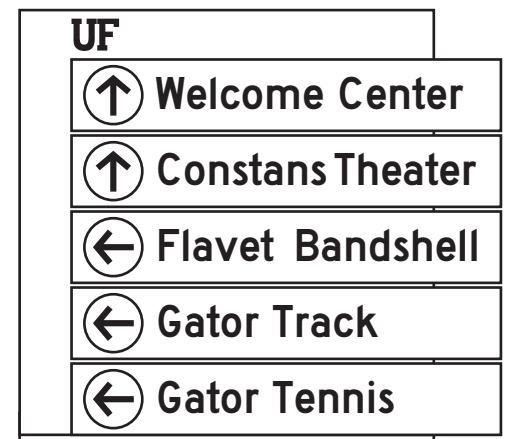 UF
Welcome Center
Constans Theater
Flavet Bandshell
Gator Track
Gator Tennis